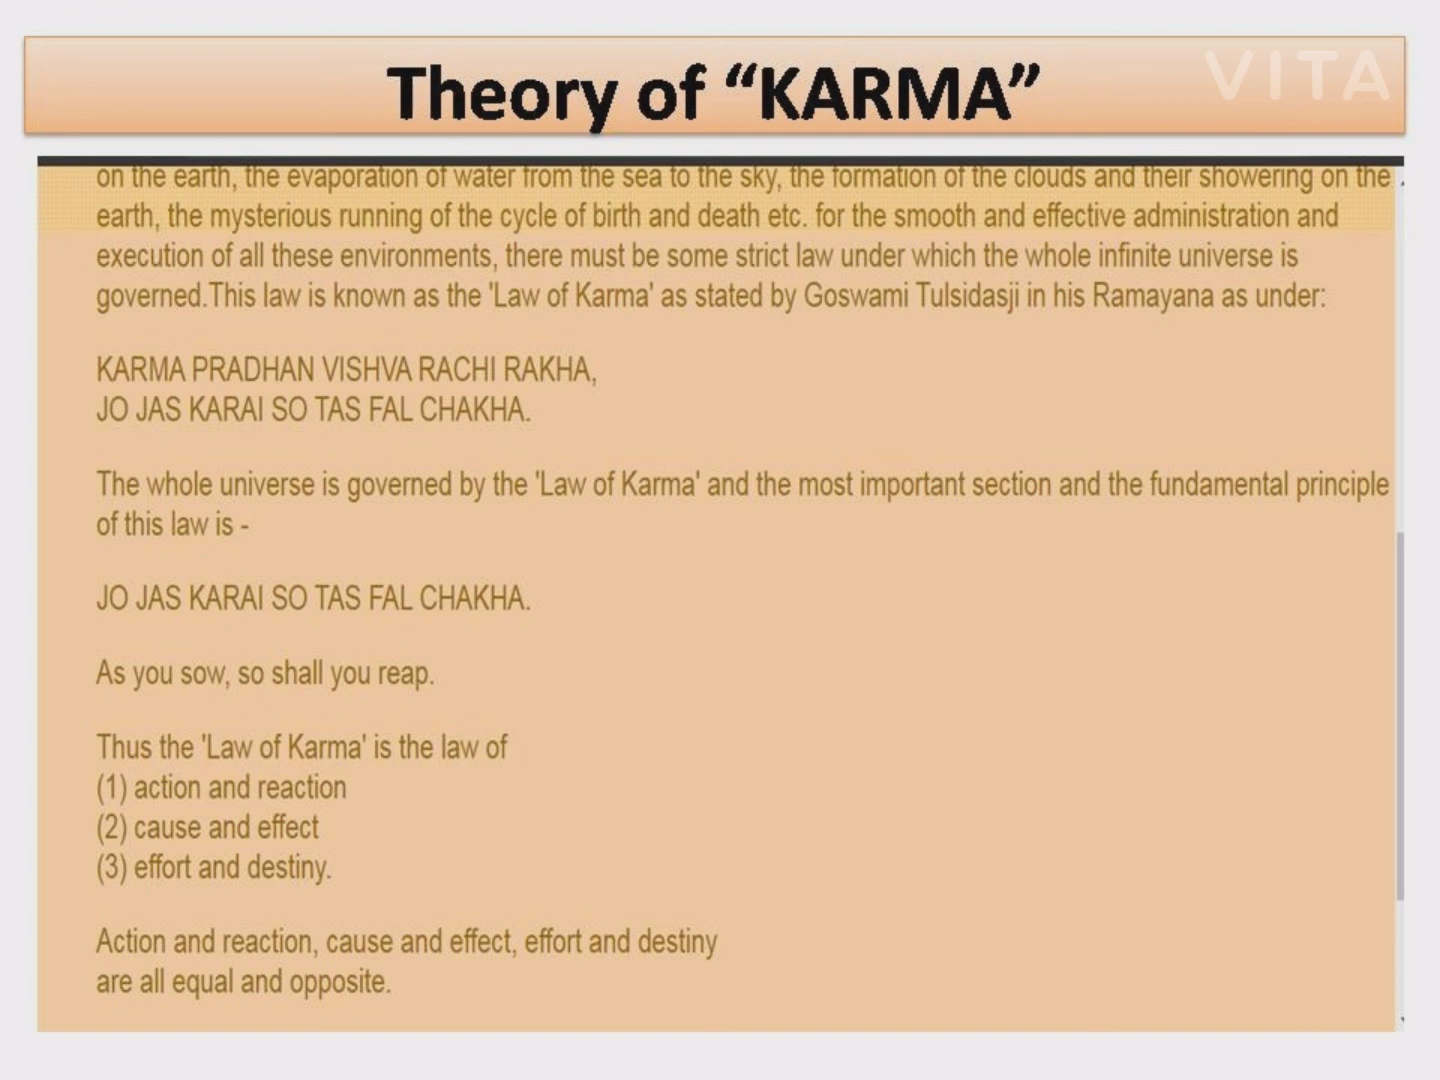 Theory of “KARMA”
VITA
on the earth, the evaporation of water from the sea to the sky, the formation of the clouds and their showering on the
earth, the mysterious running of the cycle of birth and death etc. for the smooth and effective administration and
execution of all these environments, there must be some strict law under which the whole infinite universe is
governed.This law is known as the 'Law of Karma' as stated by Goswami Tulsidasji in his Ramayana as under:
KARMA PRADHAN VISHVA RACHI RAKHA,
JO JAS KARAI SO TAS FAL CHAKHA.
The whole universe is governed by the 'Law of Karma' and the most important section and the fundamental principle
of this law is -
JO JAS KARAI SO TAS FAL CHAKHA.
As you sow, so shall you reap.
Thus the 'Law of Karma' is the law of
(1) action and reaction
(2) cause and effect
(3) effort and destiny.
Action and reaction, cause and effect, effort and destiny
are all equal and opposite.